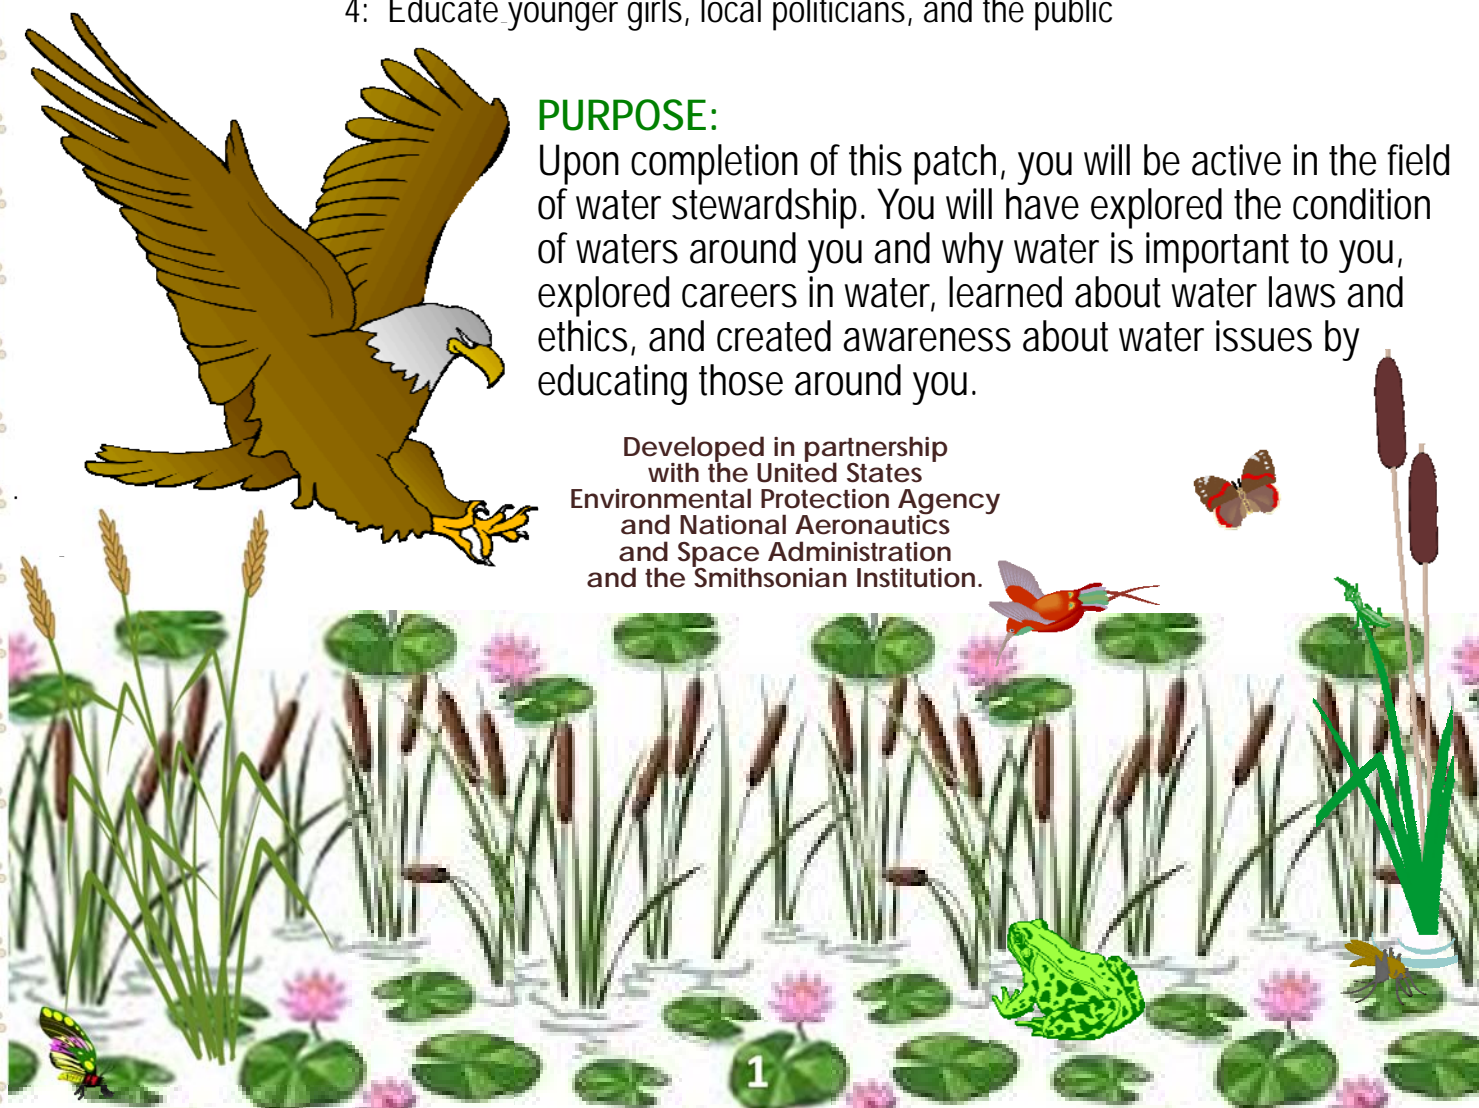 4: Educate younger girls, local politicians, and the public
PURPOSE:
Upon completion of this patch, you will be active in the field
of water stewardship. You will have explored the condition
of waters around you and why water is important to you,
explored careers in water, learned about water laws and
ethics, and created awareness about water issues by
educating those around you.
Developed in partnership
with the United States
Environmental Protection Agency
and National Aeronautics
and Space Administration
and the Smithsonian Institution.
1